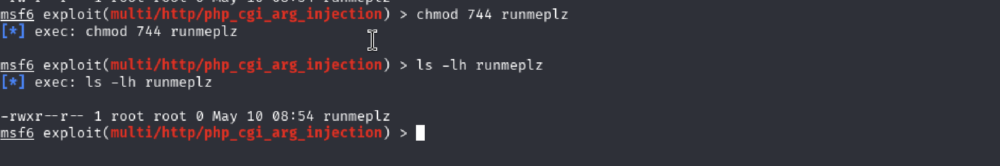 msf6 exploit(multi/http/php_cgi_arg_injection) > chmod 744 runmeplz
[*] exec: chmod 744 runmeplz
msf6 exploit(multi/http/php_cgi_arg_injection) > ls -lh runmeplz
[*] exec: ls -lh runmeplz
-rwxr--r-- 1 root root 0 May 10 08:54 runmeplz
msf6 exploit(multi/http/php_cgi_arg_injection) >